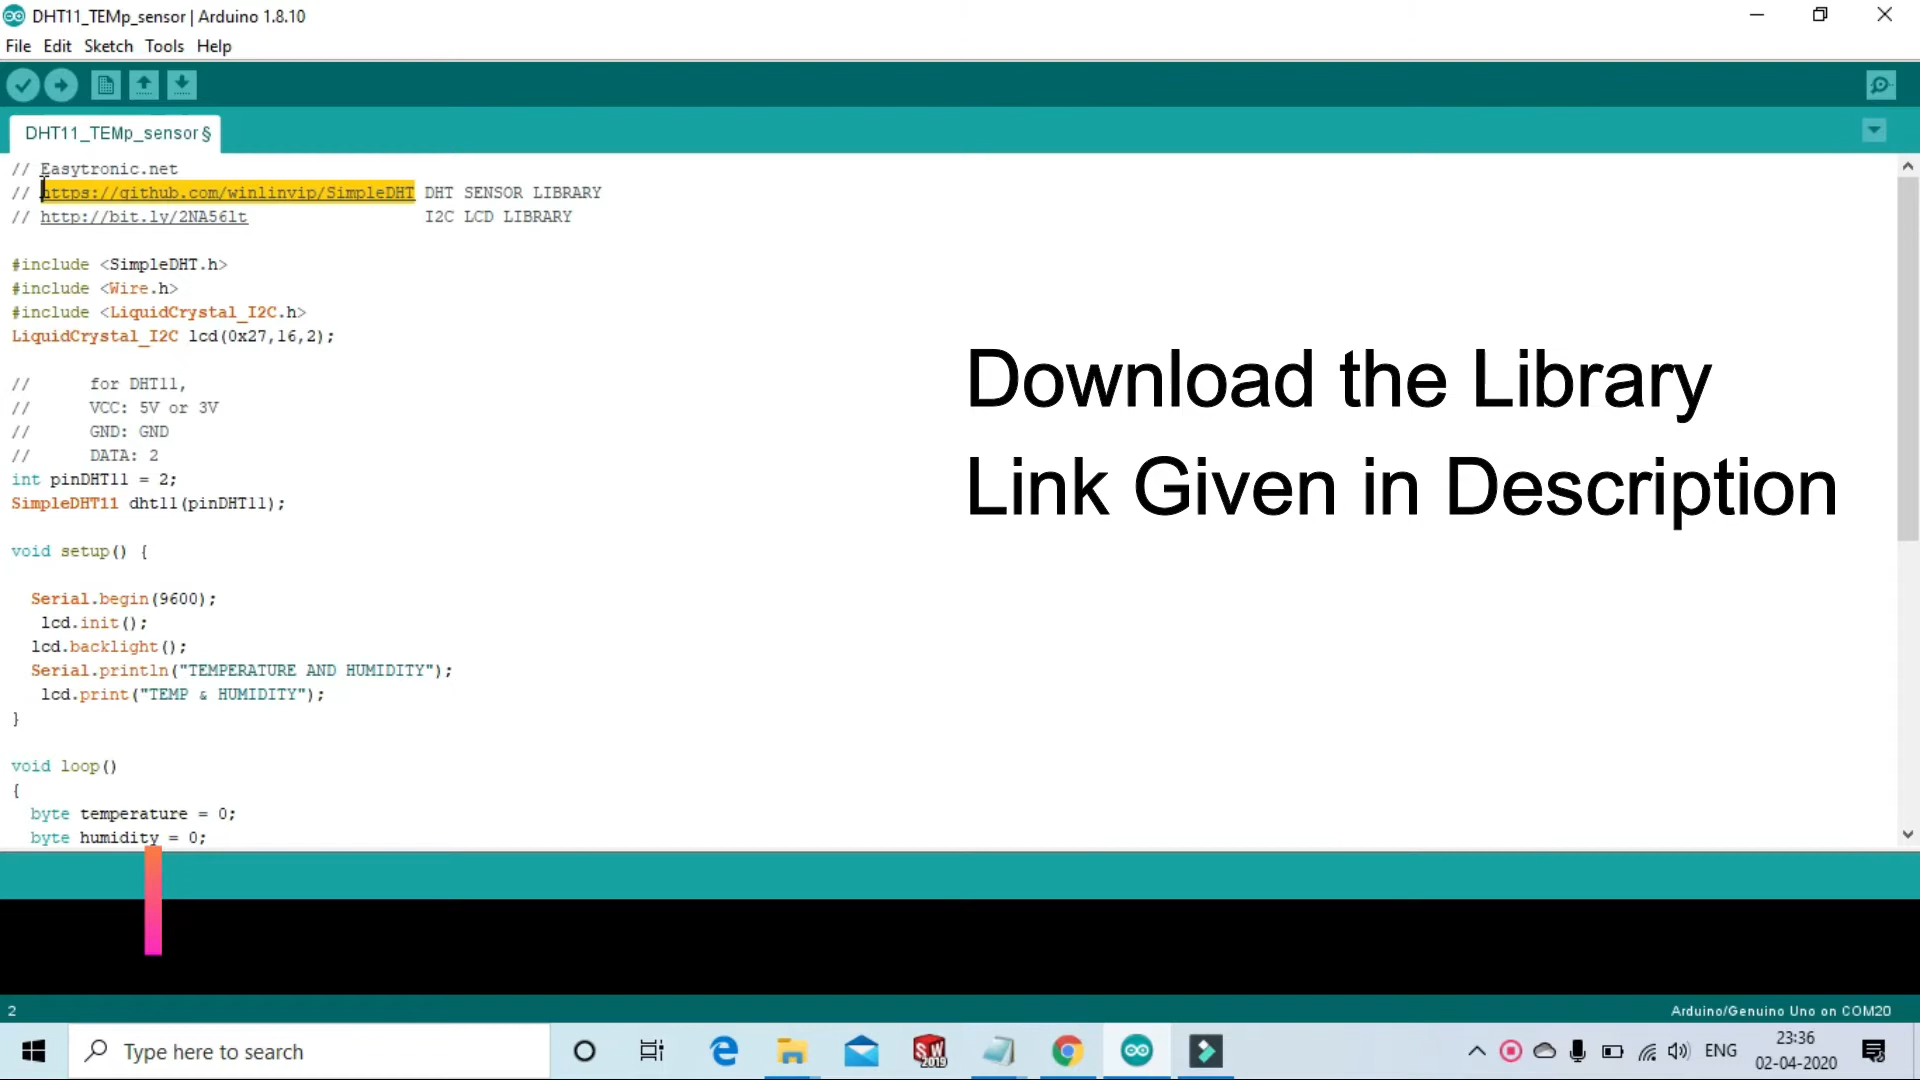 DHT11_TEMp_sensor | Arduino 1.8.10
File Edit Sketch Tools Help
DHT11_TEMp_sensor §
// Easytronic.net
// https://github.com/winlinvip/SimpleDHT DHT SENSOR LIBRARY
// http://bit.ly/2NA56lt I2C LCD LIBRARY
#include <SimpleDHT.h>
#include <Wire.h>
#include <LiquidCrystal_I2C.h>
LiquidCrystal_I2C lcd(0x27,16,2);
// for DHT11,
// VCC: 5V or 3V
// GND: GND
// DATA: 2
int pinDHT11 = 2;
SimpleDHT11 dht11(pinDHT11);
void setup() {
Serial.begin(9600);
lcd.init();
lcd.backlight();
Serial.println("TEMPERATURE AND HUMIDITY");
lcd.print("TEMP & HUMIDITY");
}
void loop()
{
byte temperature = 0;
byte humidity = 0;
Download the Library
Link Given in Description
2
Arduino/Genuino Uno on COM20
Type here to search
SW
2019
ENG
23:36
02-04-2020